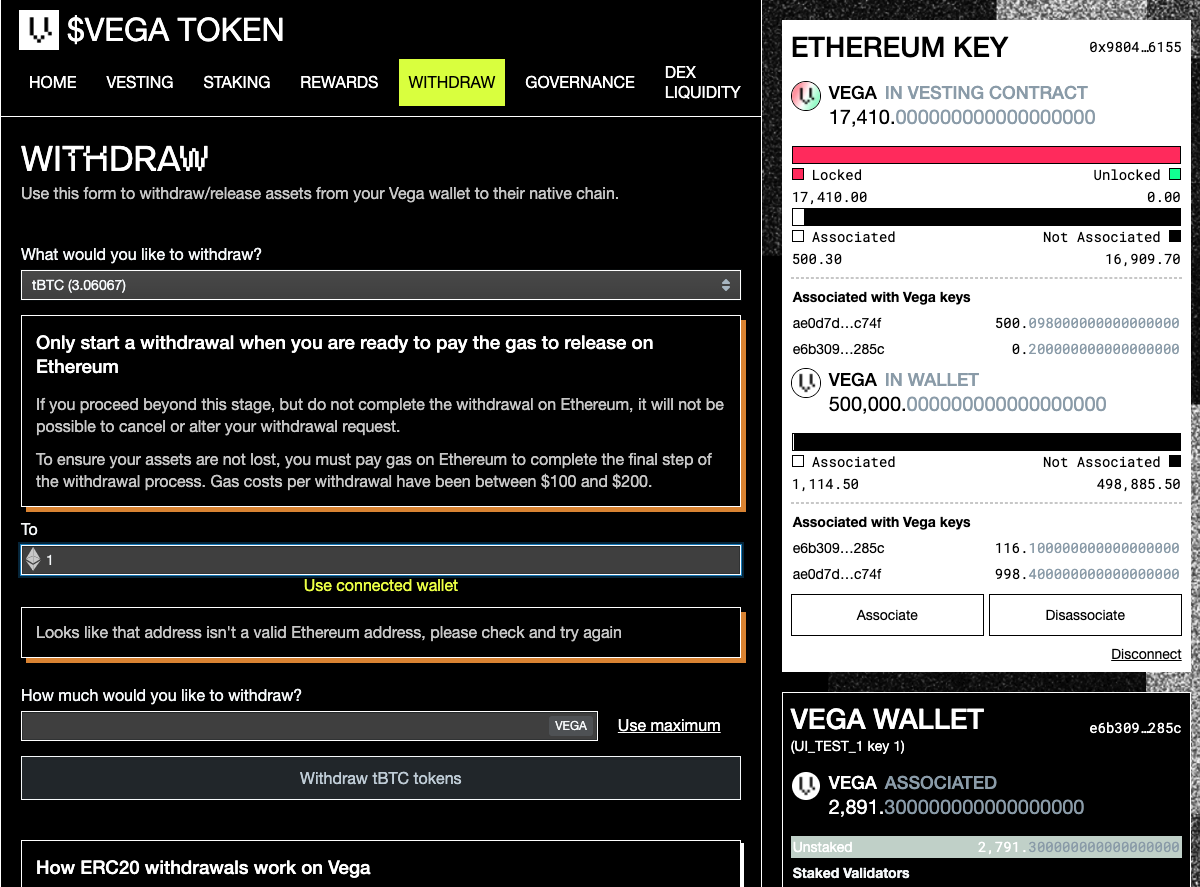 $VEGA TOKEN
HOME VESTING STAKING REWARDS WITHDRAW GOVERNANCE DEX LIQUIDITY
WITHDRAW
Use this form to withdraw/release assets from your Vega wallet to their native chain.
What would you like to withdraw?
tBTC (3.06067)
Only start a withdrawal when you are ready to pay the gas to release on
Ethereum
If you proceed beyond this stage, but do not complete the withdrawal on Ethereum, it will not be
possible to cancel or alter your withdrawal request.
To ensure your assets are not lost, you must pay gas on Ethereum to complete the final step of
the withdrawal process. Gas costs per withdrawal have been between $100 and $200.
To
1
Use connected wallet
Looks like that address isn't a valid Ethereum address, please check and try again
How much would you like to withdraw?
VEGA Use maximum
Withdraw tBTC tokens
How ERC20 withdrawals work on Vega
ETHEREUM KEY 0x9804…6155
VEGA IN VESTING CONTRACT
17,410.000000000000000000
Locked Unlocked
17,410.00 0.00
Associated Not Associated
500.30 16,909.70
Associated with Vega keys
ae0d7d…c74f 500.098000000000000000
e6b309…285c 0.200000000000000000
VEGA IN WALLET
500,000.000000000000000000
Associated Not Associated
1,114.50 498,885.50
Associated with Vega keys
e6b309…285c 116.100000000000000000
ae0d7d…c74f 998.400000000000000000
Associate Disassociate
Disconnect
VEGA WALLET e6b309…285c
(UI_TEST_1 key 1)
VEGA ASSOCIATED
2,891.300000000000000000
Unstaked 2,791.300000000000000000
Staked Validators